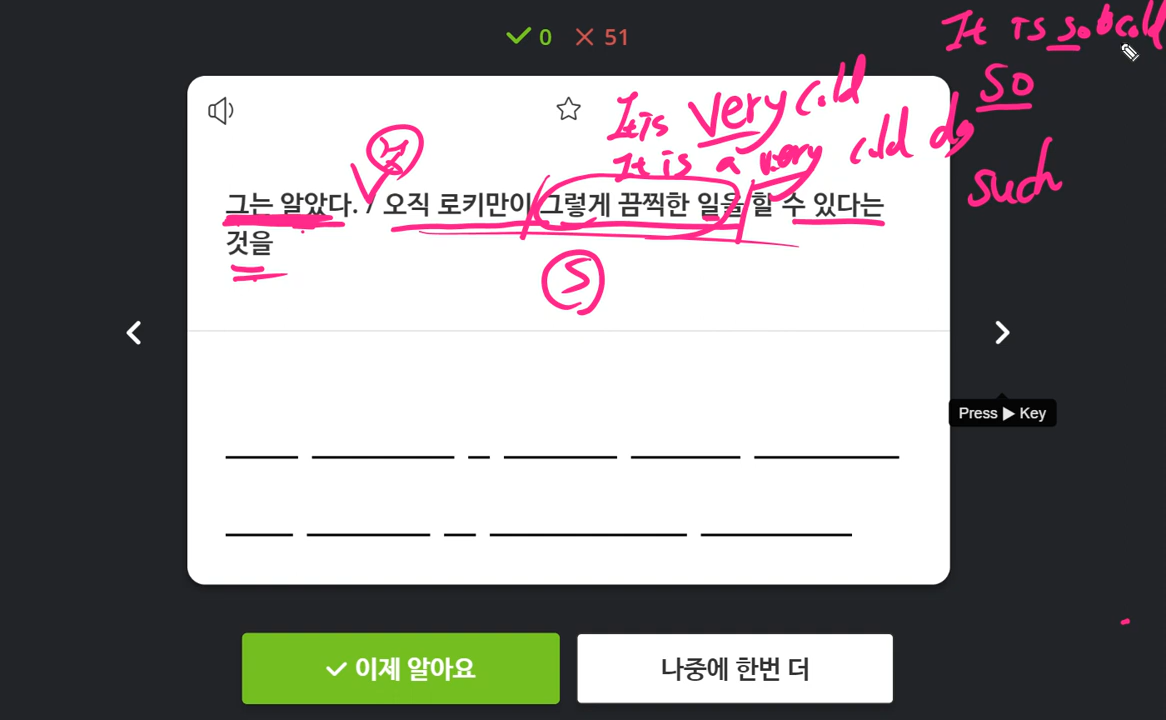 0 51
It is so cold
so
It is very cold
It is a very cold day
such
그는 알았다. / 오직 로키만이 그렇게 끔찍한 일을 할 수 있다는
것을
S
Press ▶ Key
이제 알아요
나중에 한번 더